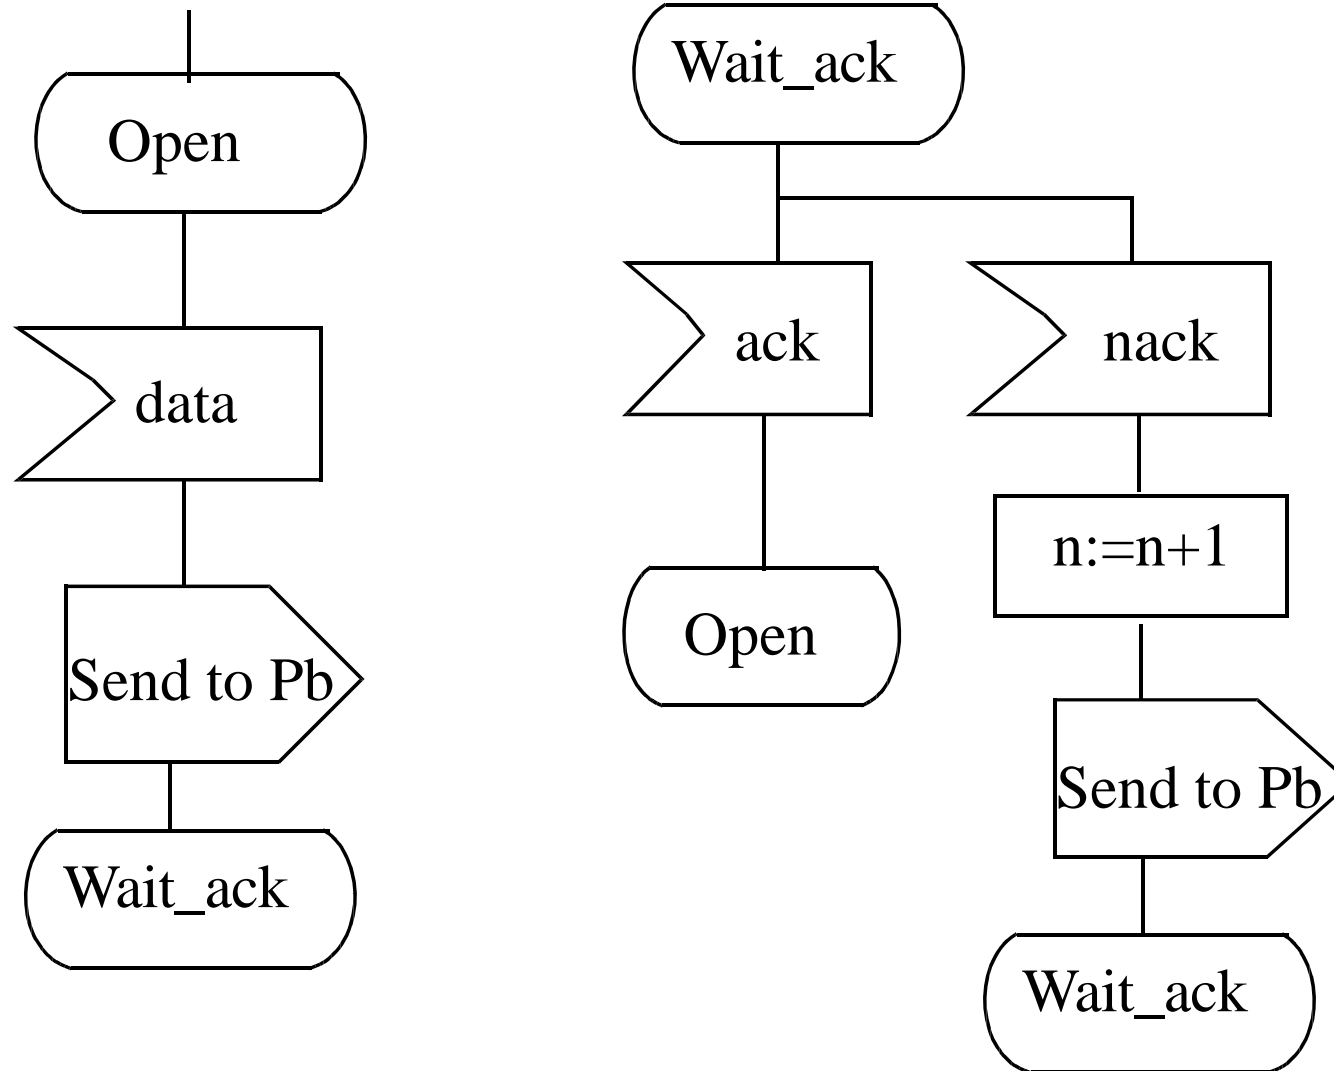 Open
data
Send to Pb
Wait_ack
Wait_ack
ack
Open
nack
n:=n+1
Send to Pb
Wait_ack